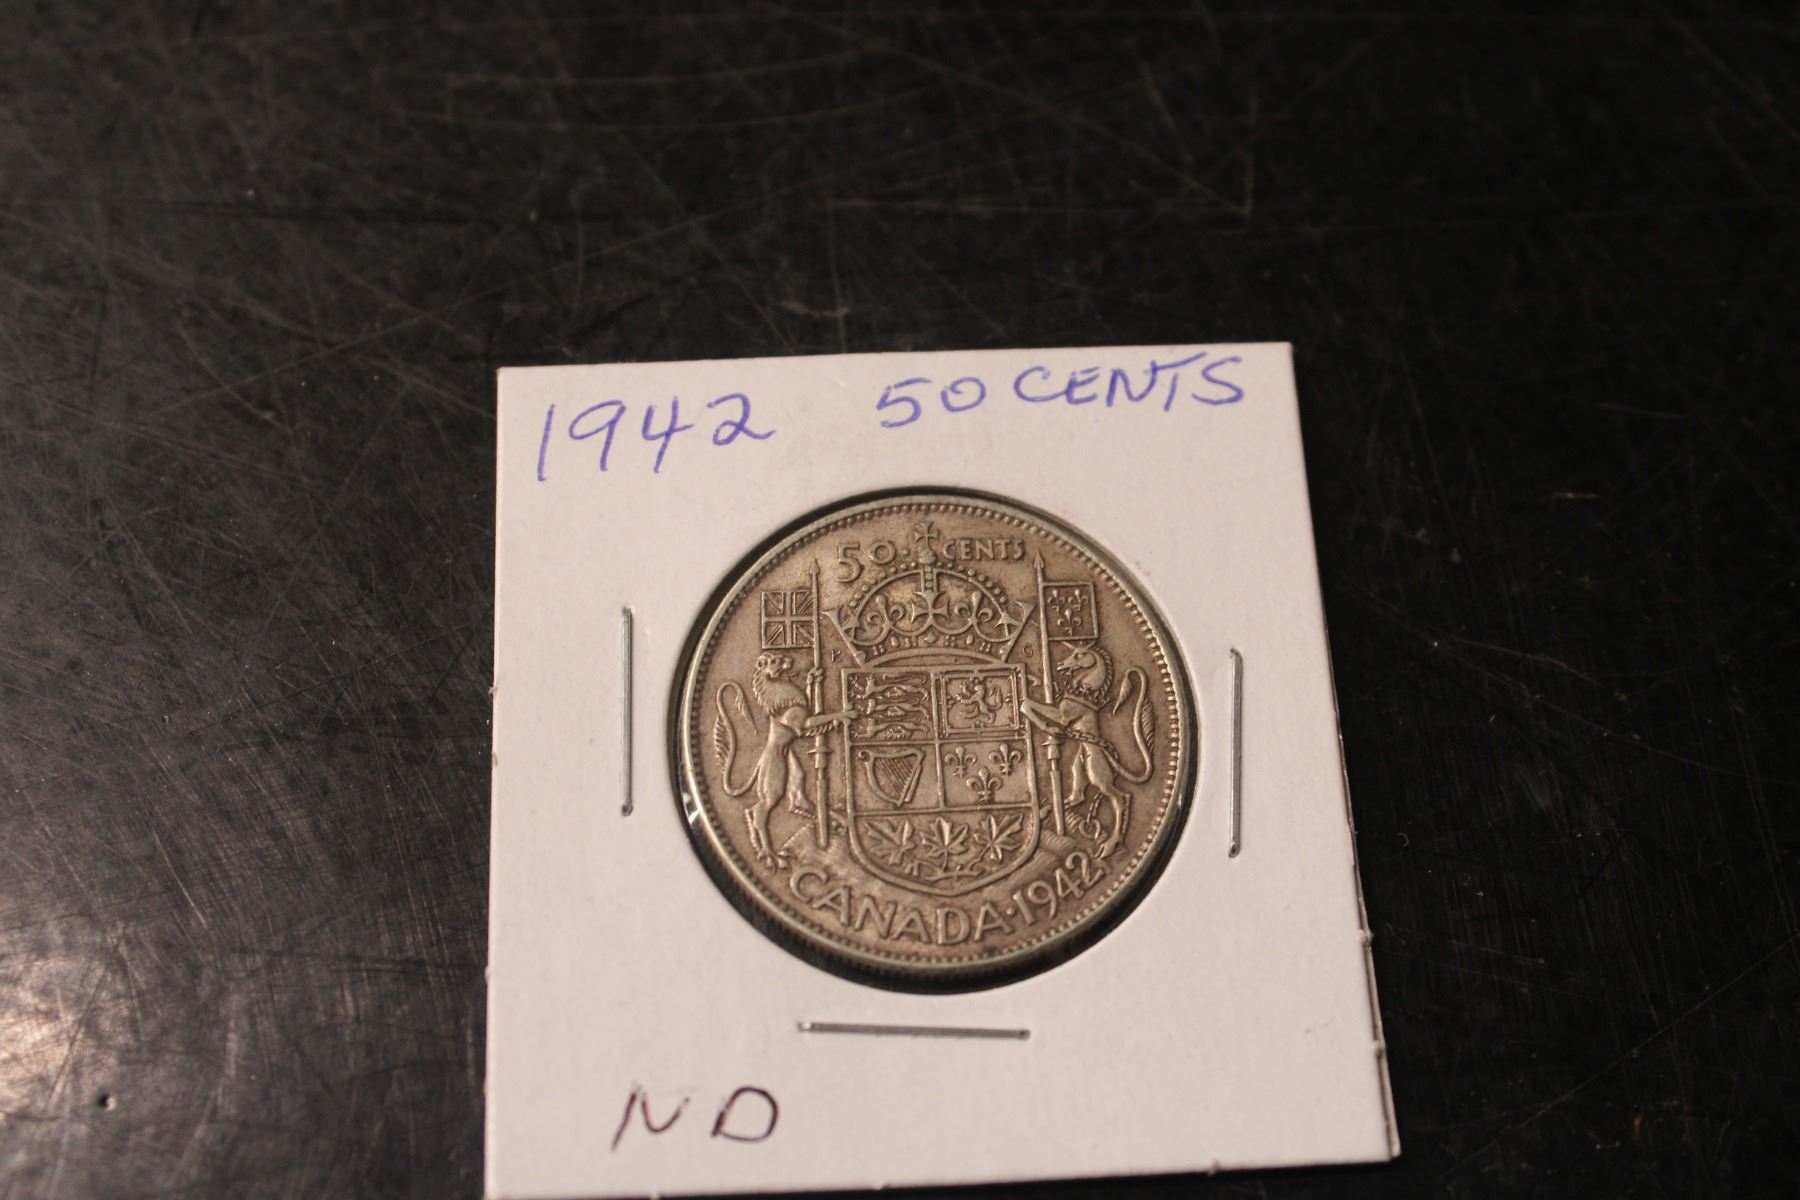 1942 50 CENTS
50 · CENTS
K G
CANADA · 1942
ND